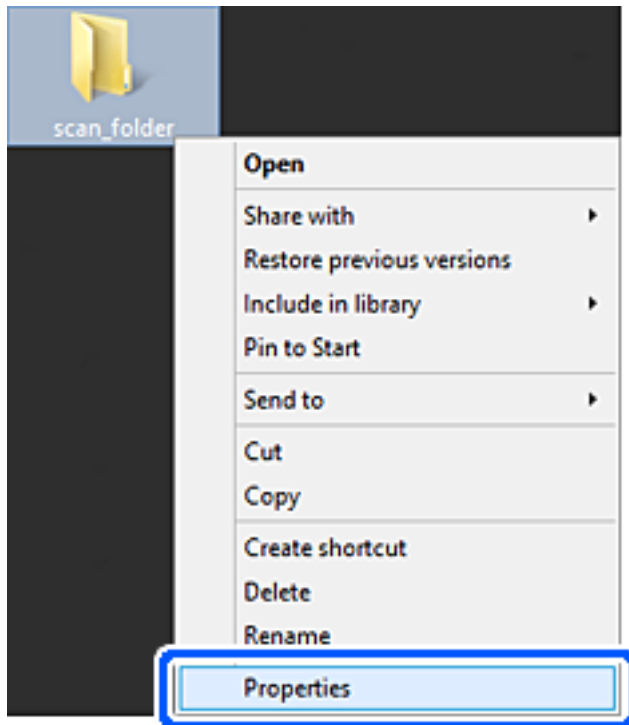 scan_folder
Open
Share with
Restore previous versions
Include in library
Pin to Start
Send to
Cut
Copy
Create shortcut
Delete
Rename
Properties